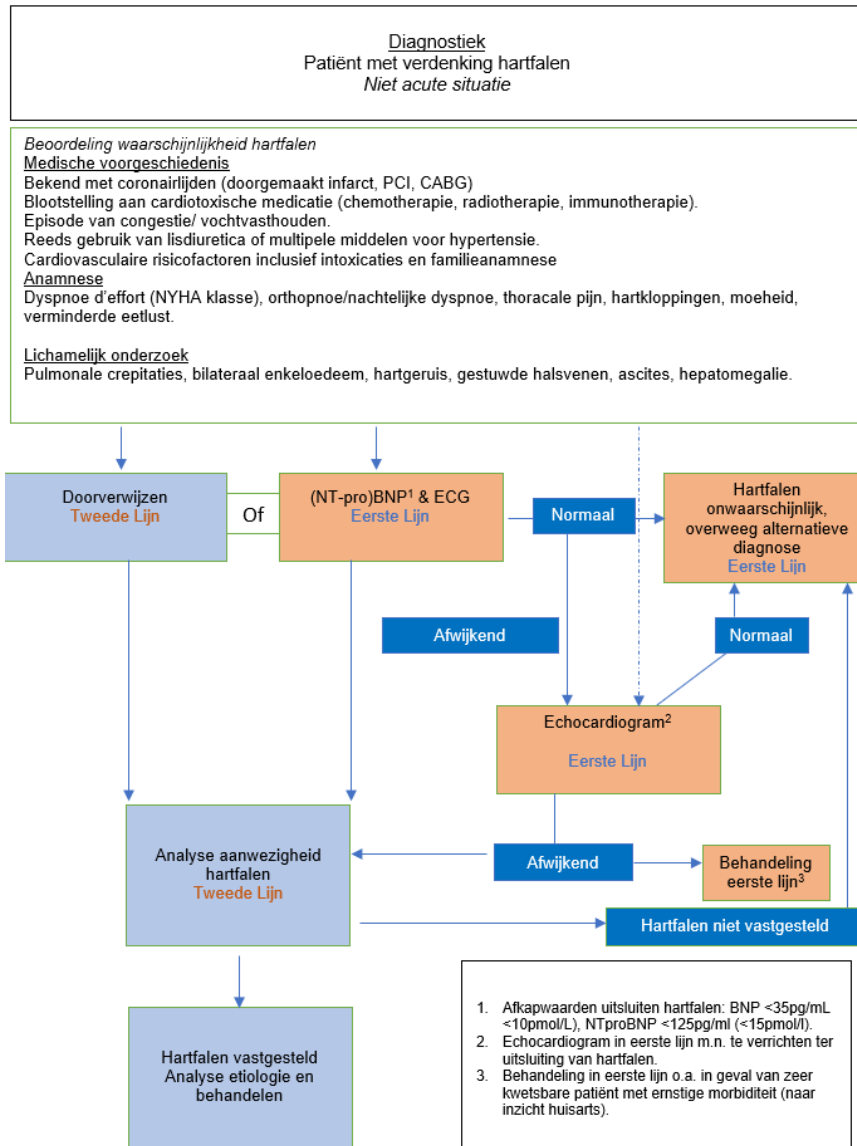 Diagnostiek
Patiënt met verdenking hartfalen
Niet acute situatie
Beoordeling waarschijnlijkheid hartfalen
Medische voorgeschiedenis
Bekend met coronairlijden (doorgemaakt infarct, PCI, CABG)
Blootstelling aan cardiotoxische medicatie (chemotherapie, radiotherapie, immunotherapie).
Episode van congestie/ vochtvasthouden.
Reeds gebruik van lisdiuretica of multipele middelen voor hypertensie.
Cardiovasculaire risicofactoren inclusief intoxicaties en familieanamnese
Anamnese
Dyspnoe d'effort (NYHA klasse), orthopnoe/nachtelijke dyspnoe, thoracale pijn, hartkloppingen, moeheid,
verminderde eetlust.
Lichamelijk onderzoek
Pulmonale crepitaties, bilateraal enkeloedeem, hartgeruis, gestuwde halsvenen, ascites, hepatomegalie.
Doorverwijzen
Tweede Lijn
Of
(NT-pro)BNP¹ & ECG
Eerste Lijn
Normaal
Hartfalen
onwaarschijnlijk,
overweeg alternatieve
diagnose
Eerste Lijn
Afwijkend
Normaal
Echocardiogram²
Eerste Lijn
Analyse aanwezigheid
hartfalen
Tweede Lijn
Afwijkend
Behandeling
eerste lijn³
Hartfalen niet vastgesteld
Hartfalen vastgesteld
Analyse etiologie en
behandelen
1. Afkapwaarden uitsluiten hartfalen: BNP <35pg/mL
<10pmol/L), NTproBNP <125pg/ml (<15pmol/l).
2. Echocardiogram in eerste lijn m.n. te verrichten ter
uitsluiting van hartfalen.
3. Behandeling in eerste lijn o.a. in geval van zeer
kwetsbare patiënt met ernstige morbiditeit (naar
inzicht huisarts).